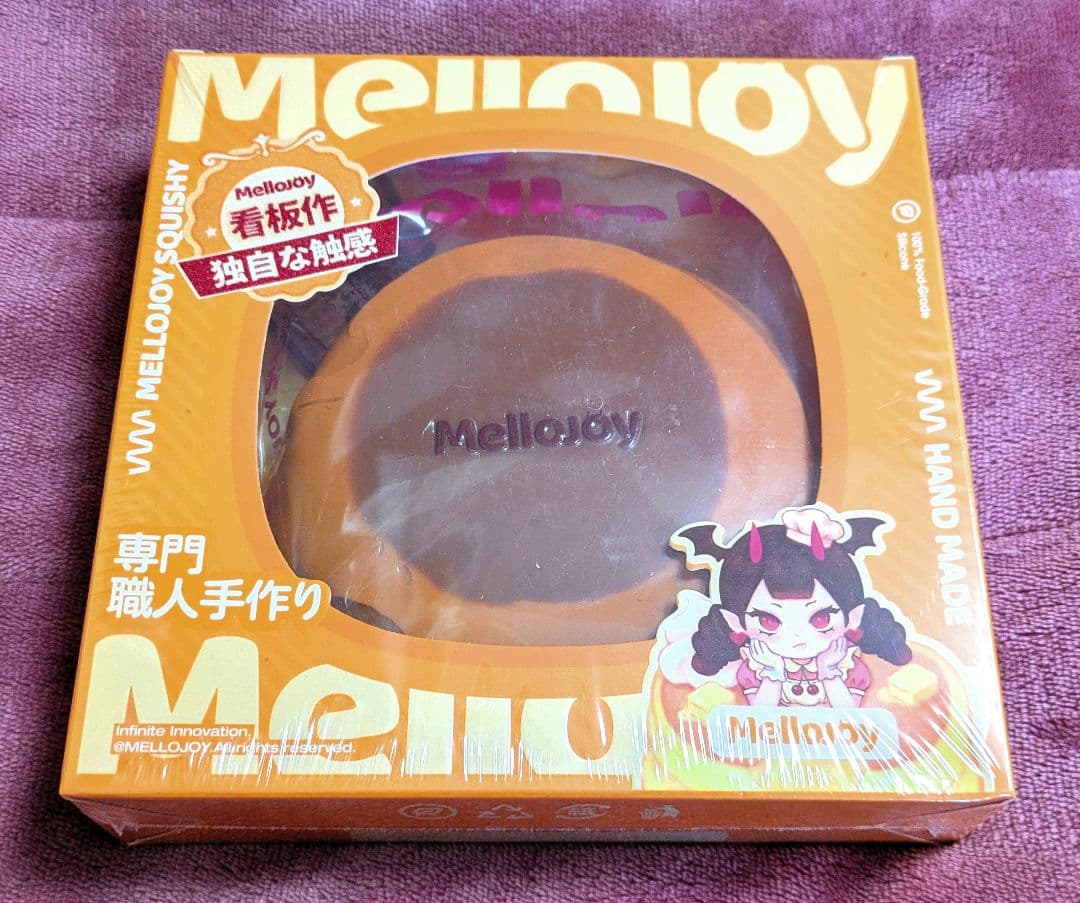 Mellojoy
Mellojoy
看板作
独自な触感
MELLOJOY SQUISHY
100% Food-Grade
Silicone
Mellojoy
HAND MADE
専門
職人手作り
Mellojoy
Infinite Innovation.
@MELLOJOY.All rights reserved.